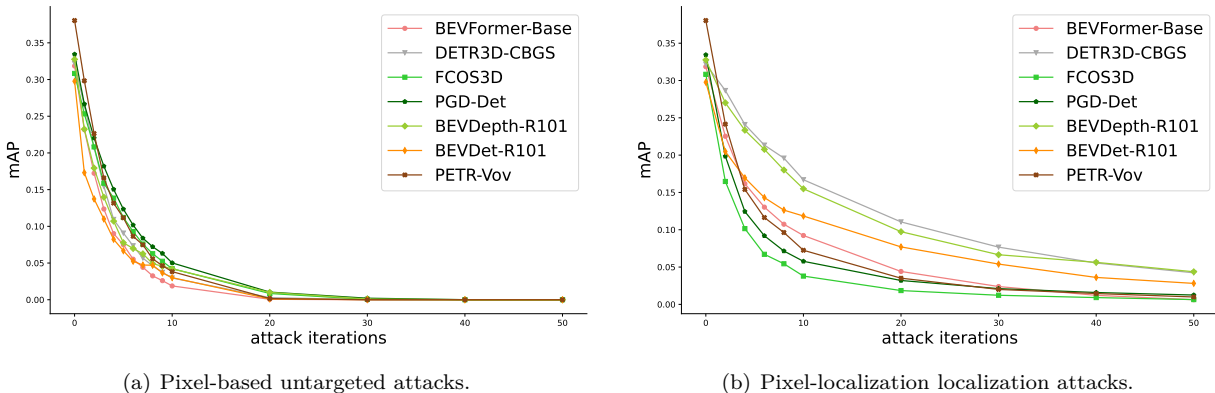 BEVFormer-Base
DETR3D-CBGS
FCOS3D
PGD-Det
BEVDepth-R101
BEVDet-R101
PETR-Vov
mAP
0.35
0.30
0.25
0.20
0.15
0.10
0.05
0.00
0 10 20 30 40 50
attack iterations
(a) Pixel-based untargeted attacks.
BEVFormer-Base
DETR3D-CBGS
FCOS3D
PGD-Det
BEVDepth-R101
BEVDet-R101
PETR-Vov
mAP
0.35
0.30
0.25
0.20
0.15
0.10
0.05
0.00
0 10 20 30 40 50
attack iterations
(b) Pixel-localization localization attacks.